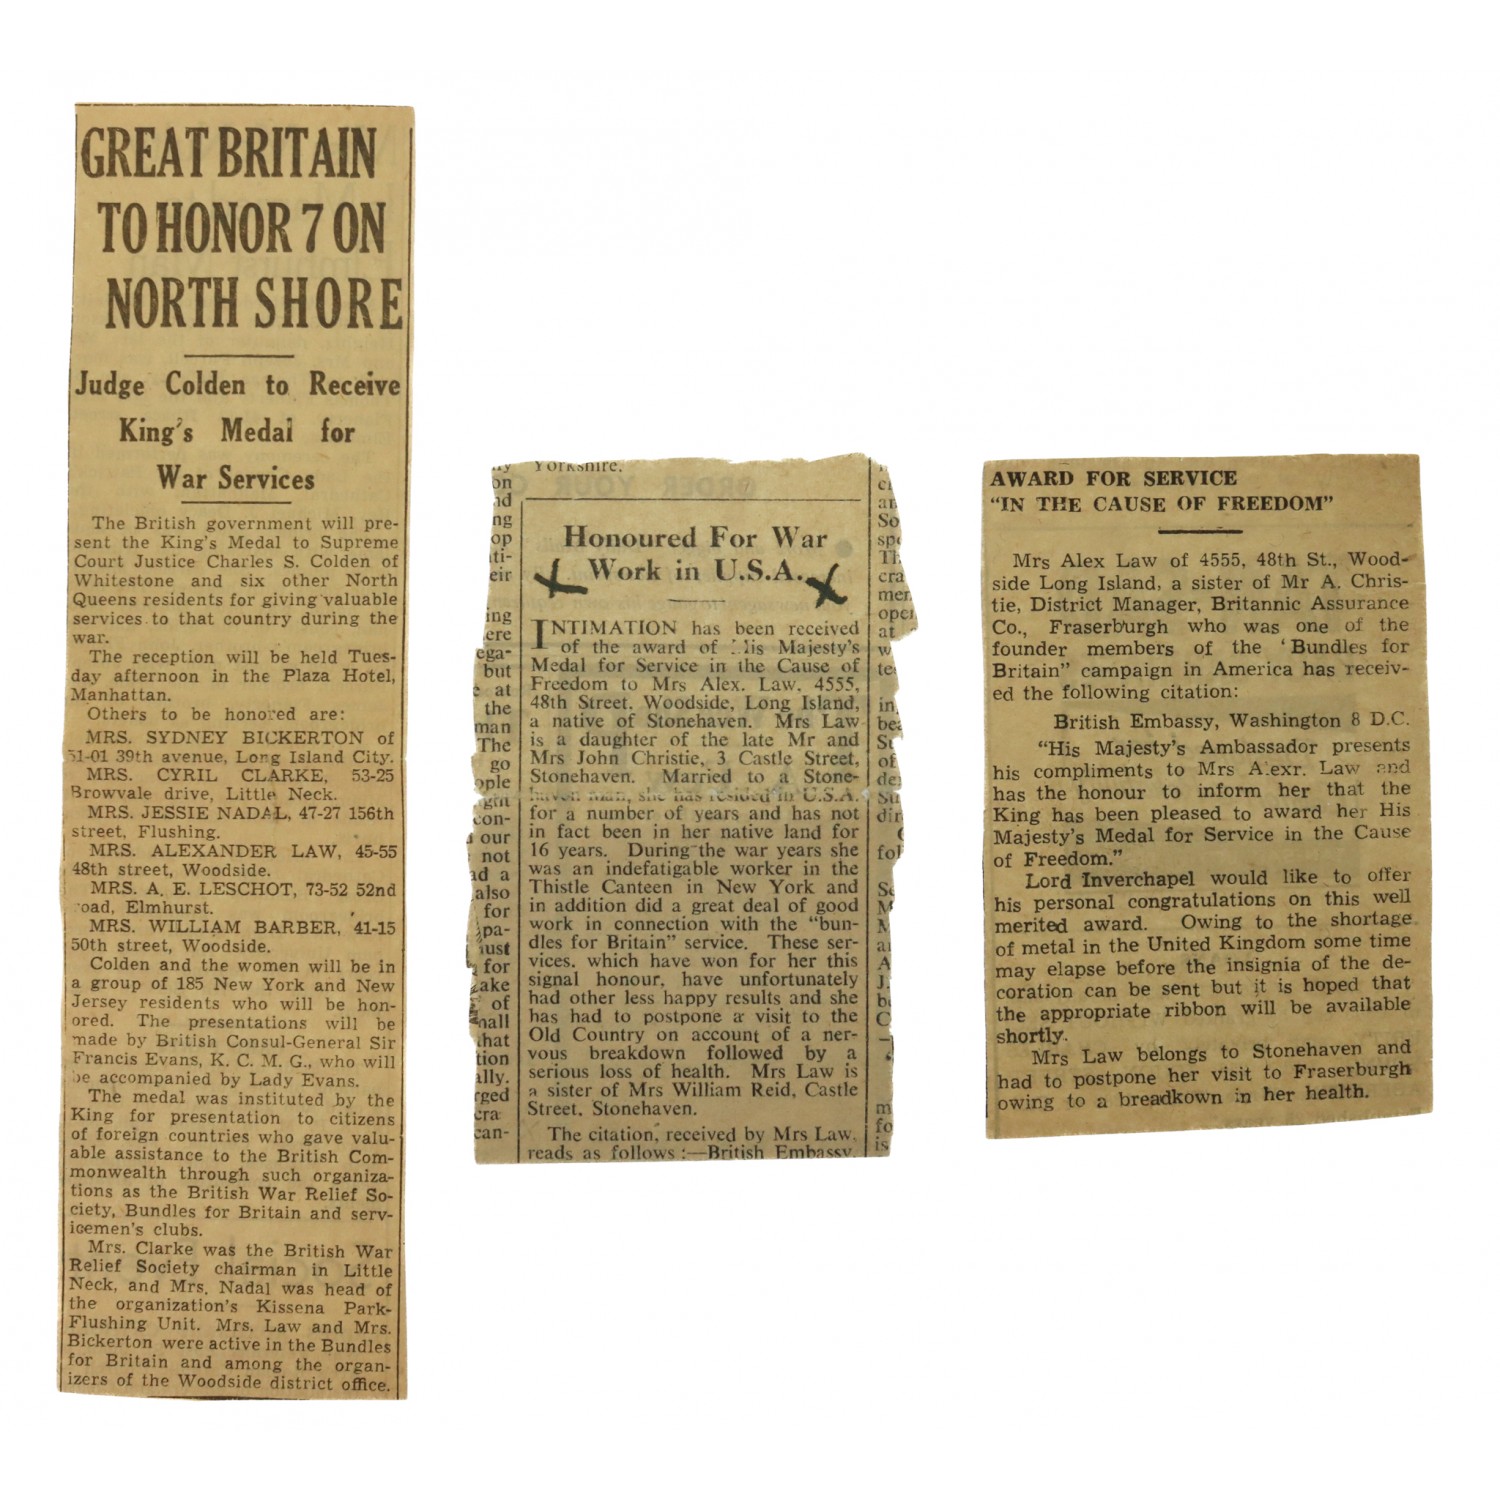 GREAT BRITAIN
TO HONOR 7 ON
NORTH SHORE
Judge Colden to Receive
King's Medal for
War Services
The British government will pre-
sent the King's Medal to Supreme
Court Justice Charles S. Colden of
Whitestone and six other North
Queens residents for giving valuable
services to that country during the
war.
The reception will be held Tues-
day afternoon in the Plaza Hotel,
Manhattan.
Others to be honored are:
MRS. SYDNEY BICKERTON of
51-01 39th avenue, Long Island City.
MRS. CYRIL CLARKE, 53-25
Browvale drive, Little Neck.
MRS. JESSIE NADAL, 47-27 156th
street, Flushing.
MRS. ALEXANDER LAW, 45-55
48th street, Woodside.
MRS. A. E. LESCHOT, 73-52 52nd
road, Elmhurst.
MRS. WILLIAM BARBER, 41-15
50th street, Woodside.
Colden and the women will be in
a group of 185 New York and New
Jersey residents who will be hon-
ored. The presentations will be
made by British Consul-General Sir
Francis Evans, K. C. M. G., who will
be accompanied by Lady Evans.
The medal was instituted by the
King for presentation to citizens
of foreign countries who gave valu-
able assistance to the British Com-
monwealth through such organiza-
tions as the British War Relief So-
ciety, Bundles for Britain and serv-
icemen's clubs.
Mrs. Clarke was the British War
Relief Society chairman in Little
Neck, and Mrs. Nadal was head of
the organization's Kissena Park-
Flushing Unit. Mrs. Law and Mrs.
Bickerton were active in the Bundles
for Britain and among the organ-
izers of the Woodside district office.
Yorkshire.
Honoured For War
Work in U.S.A.
INTIMATION has been received
of the award of His Majesty's
Medal for Service in the Cause of
Freedom to Mrs Alex. Law, 4555,
48th Street, Woodside, Long Island,
a native of Stonehaven. Mrs Law
is a daughter of the late Mr and
Mrs John Christie, 3 Castle Street,
Stonehaven. Married to a Stone-
haven man, she has resided in U.S.A.
for a number of years and has not
in fact been in her native land for
16 years. During the war years she
was an indefatigable worker in the
Thistle Canteen in New York and
in addition did a great deal of good
work in connection with the "bun-
dles for Britain" service. These ser-
vices, which have won for her this
signal honour, have unfortunately
had other less happy results and she
has had to postpone a visit to the
Old Country on account of a ner-
vous breakdown followed by a
serious loss of health. Mrs Law is
a sister of Mrs William Reid, Castle
Street, Stonehaven.
The citation, received by Mrs Law,
reads as follows :—British Embassy,
AWARD FOR SERVICE
"IN THE CAUSE OF FREEDOM"
Mrs Alex Law of 4555, 48th St., Wood-
side Long Island, a sister of Mr A. Chris-
tie, District Manager, Britannic Assurance
Co., Fraserburgh who was one of the
founder members of the 'Bundles for
Britain" campaign in America has receiv-
ed the following citation:
British Embassy, Washington 8 D.C.
"His Majesty's Ambassador presents
his compliments to Mrs Alexr. Law and
has the honour to inform her that the
King has been pleased to award her His
Majesty's Medal for Service in the Cause
of Freedom."
Lord Inverchapel would like to offer
his personal congratulations on this well
merited award. Owing to the shortage
of metal in the United Kingdom some time
may elapse before the insignia of the de-
coration can be sent but it is hoped that
the appropriate ribbon will be available
shortly.
Mrs Law belongs to Stonehaven and
had to postpone her visit to Fraserburgh
owing to a breadkown in her health.